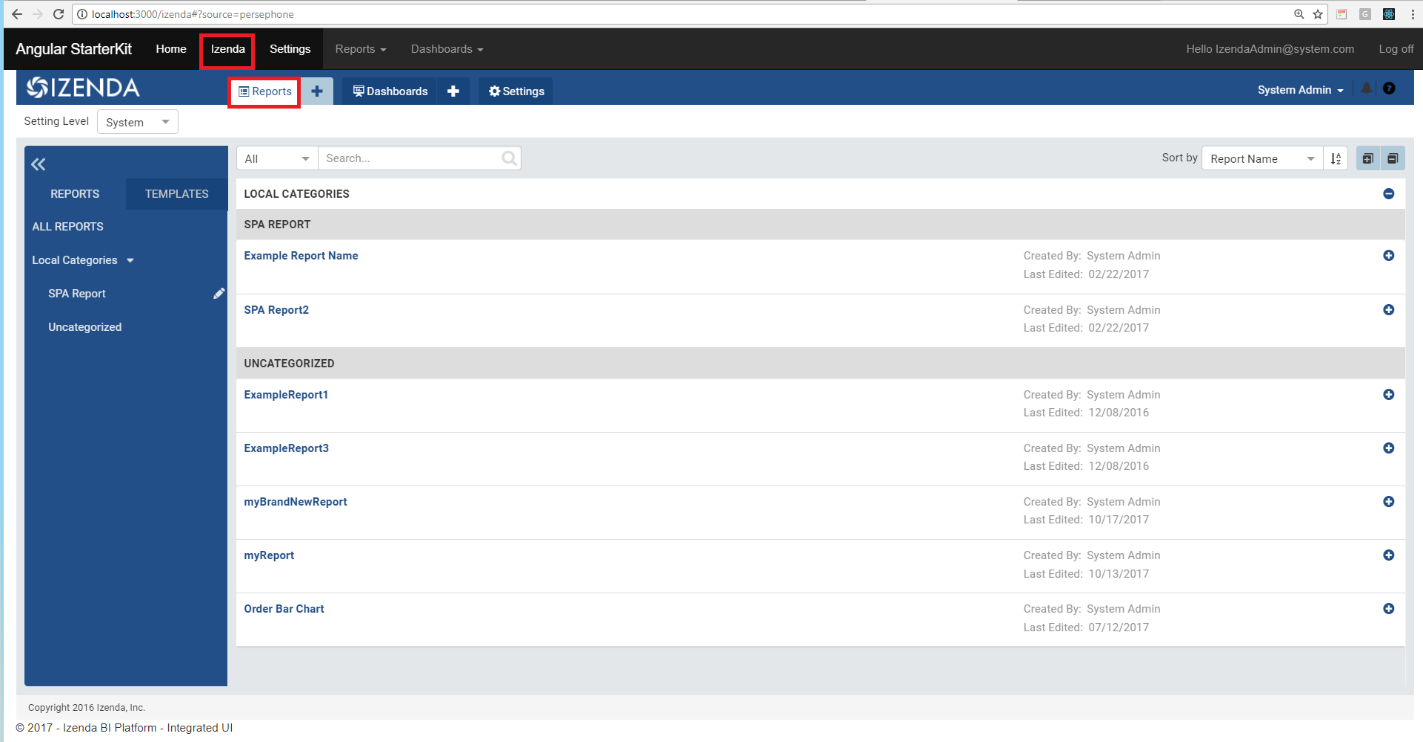 localhost:3000/izenda#?source=persephone
Angular StarterKit Home Izenda Settings Reports Dashboards Hello IzendaAdmin@system.com Log off
IZENDA Reports Dashboards Settings System Admin
Setting Level System
All Search... Sort by Report Name
REPORTS TEMPLATES
ALL REPORTS
Local Categories
SPA Report
Uncategorized
LOCAL CATEGORIES
SPA REPORT
Example Report Name Created By: System Admin
Last Edited: 02/22/2017
SPA Report2 Created By: System Admin
Last Edited: 02/22/2017
UNCATEGORIZED
ExampleReport1 Created By: System Admin
Last Edited: 12/08/2016
ExampleReport3 Created By: System Admin
Last Edited: 12/08/2016
myBrandNewReport Created By: System Admin
Last Edited: 10/17/2017
myReport Created By: System Admin
Last Edited: 10/13/2017
Order Bar Chart Created By: System Admin
Last Edited: 07/12/2017
Copyright 2016 Izenda, Inc.
© 2017 - Izenda BI Platform - Integrated UI